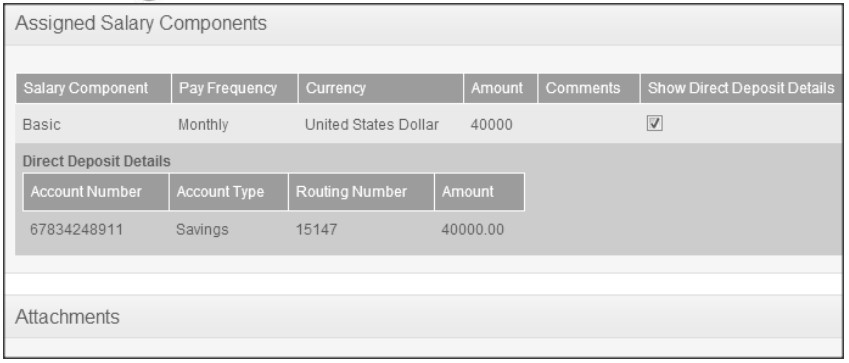 Assigned Salary Components
Salary Component Pay Frequency Currency Amount Comments Show Direct Deposit Details
Basic Monthly United States Dollar 40000
Direct Deposit Details
Account Number Account Type Routing Number Amount
67834248911 Savings 15147 40000.00
Attachments